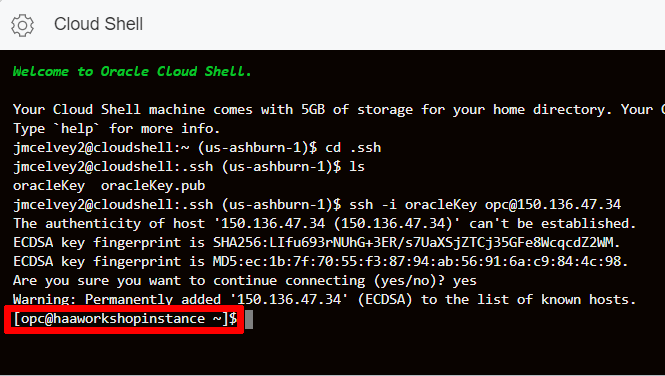 Cloud Shell
Welcome to Oracle Cloud Shell.
Your Cloud Shell machine comes with 5GB of storage for your home directory. Your
Type `help` for more info.
jmcelvey2@cloudshell:~ (us-ashburn-1)$ cd .ssh
jmcelvey2@cloudshell:.ssh (us-ashburn-1)$ ls
oracleKey  oracleKey.pub
jmcelvey2@cloudshell:.ssh (us-ashburn-1)$ ssh -i oracleKey opc@150.136.47.34
The authenticity of host '150.136.47.34 (150.136.47.34)' can't be established.
ECDSA key fingerprint is SHA256:LIfu693rNUhG+3ER/s7UaXSjZTCj35GFe8WcqcdZ2WM.
ECDSA key fingerprint is MD5:ec:1b:7f:70:55:f3:87:94:ab:56:91:6a:c9:84:4c:98.
Are you sure you want to continue connecting (yes/no)? yes
Warning: Permanently added '150.136.47.34' (ECDSA) to the list of known hosts.
[opc@haaworkshopinstance ~]$